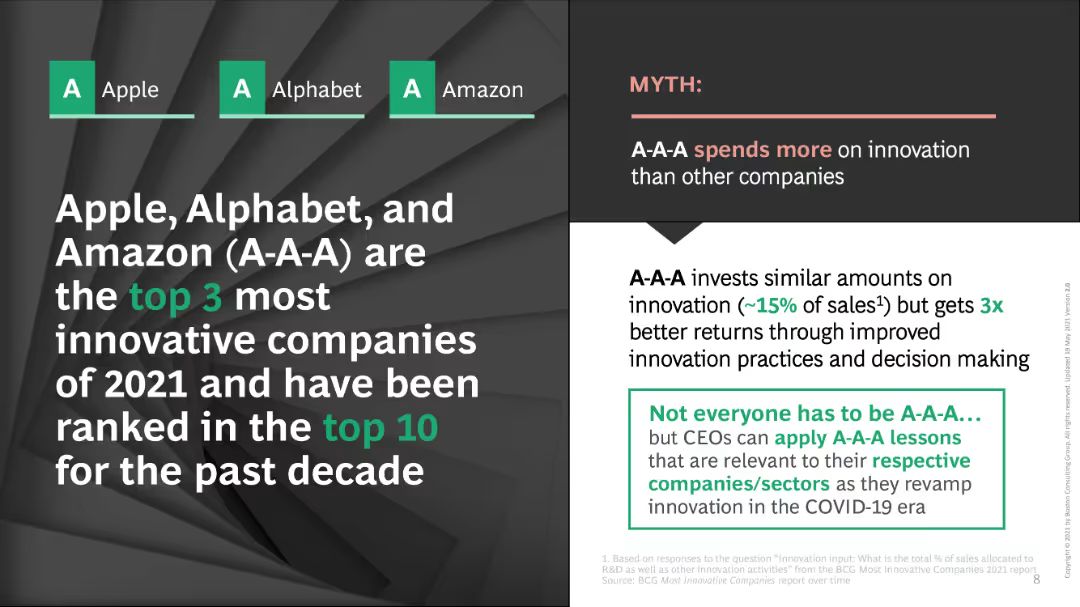 A Apple
A Alphabet
A Amazon
Apple, Alphabet, and
Amazon (A-A-A) are
the top 3 most
innovative companies
of 2021 and have been
ranked in the top 10
for the past decade
MYTH:
A-A-A spends more on innovation
than other companies
A-A-A invests similar amounts on
innovation (~15% of sales¹) but gets 3x
better returns through improved
innovation practices and decision making
Not everyone has to be A-A-A...
but CEOs can apply A-A-A lessons
that are relevant to their respective
companies/sectors as they revamp
innovation in the COVID-19 era
1. Based on responses to the question "Innovation input: What is the total % of sales allocated to
R&D as well as other innovation activities" from the BCG Most Innovative Companies 2021 report
Source: BCG Most Innovative Companies report over time
8
Copyright © 2021 by Boston Consulting Group. All rights reserved. Updated 19 May 2021 Version 2.0